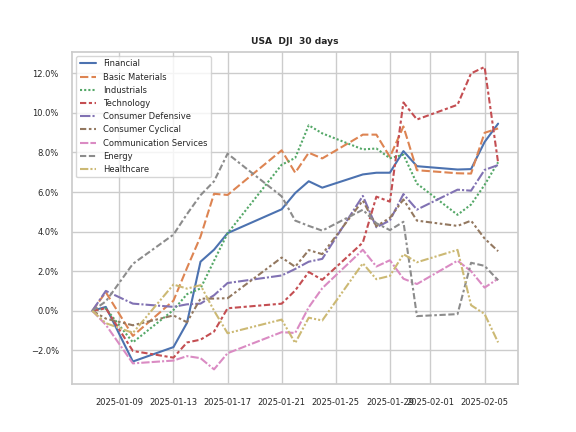 USA DJI 30 days
Financial
Basic Materials
Industrials
Technology
Consumer Defensive
Consumer Cyclical
Communication Services
Energy
Healthcare
12.0%
10.0%
8.0%
6.0%
4.0%
2.0%
0.0%
−2.0%
2025-01-09 2025-01-13 2025-01-17 2025-01-21 2025-01-25 2025-01-29 2025-02-01 2025-02-05